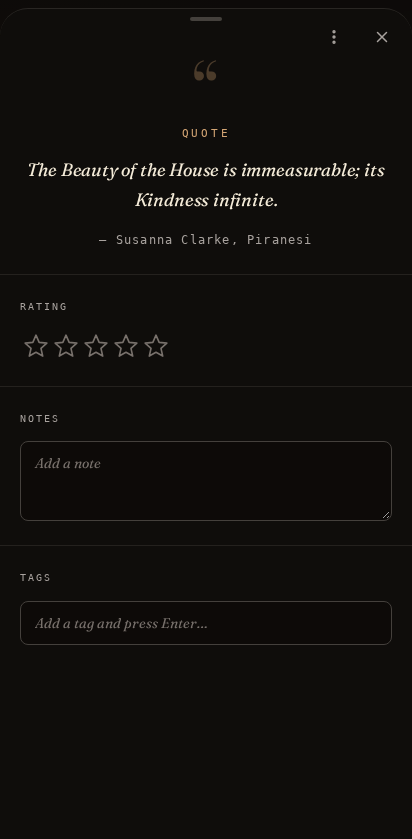 “
QUOTE
The Beauty of the House is immeasurable; its
Kindness infinite.
— Susanna Clarke, Piranesi
RATING
NOTES
Add a note
TAGS
Add a tag and press Enter...